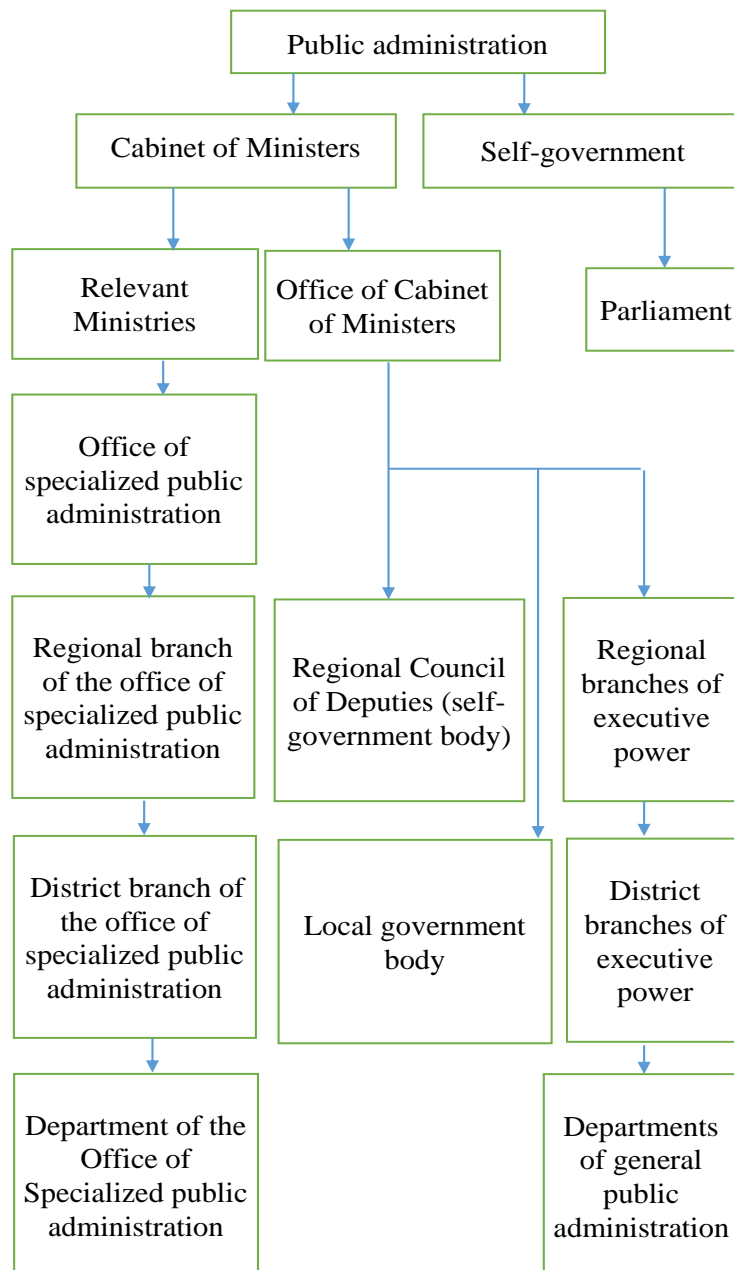 Public administration
Cabinet of Ministers
Self-government
Relevant
Ministries
Office of Cabinet
of Ministers
Parliament
Office of
specialized public
administration
Regional branch
of the office of
specialized public
administration
Regional Council
of Deputies (self-
government body)
Regional
branches of
executive
power
District branch of
the office of
specialized public
administration
Local government
body
District
branches of
executive
power
Department of the
Office of
Specialized public
administration
Departments
of general
public
administration